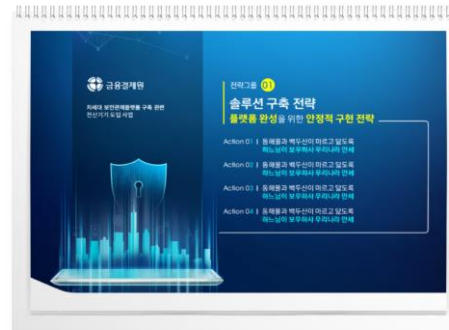 금융경제원
차세대 보안관제플랫폼 구축 관련
전산기기 도입 사업
전략그룹 01
솔루션 구축 전략
플랫폼 완성을 위한 안정적 구현 전략
Action 01 | 동해물과 백두산이 마르고 닳도록
하느님이 보우하사 우리나라 만세
Action 02 | 동해물과 백두산이 마르고 닳도록
하느님이 보우하사 우리나라 만세
Action 03 | 동해물과 백두산이 마르고 닳도록
하느님이 보우하사 우리나라 만세
Action 04 | 동해물과 백두산이 마르고 닳도록
하느님이 보우하사 우리나라 만세